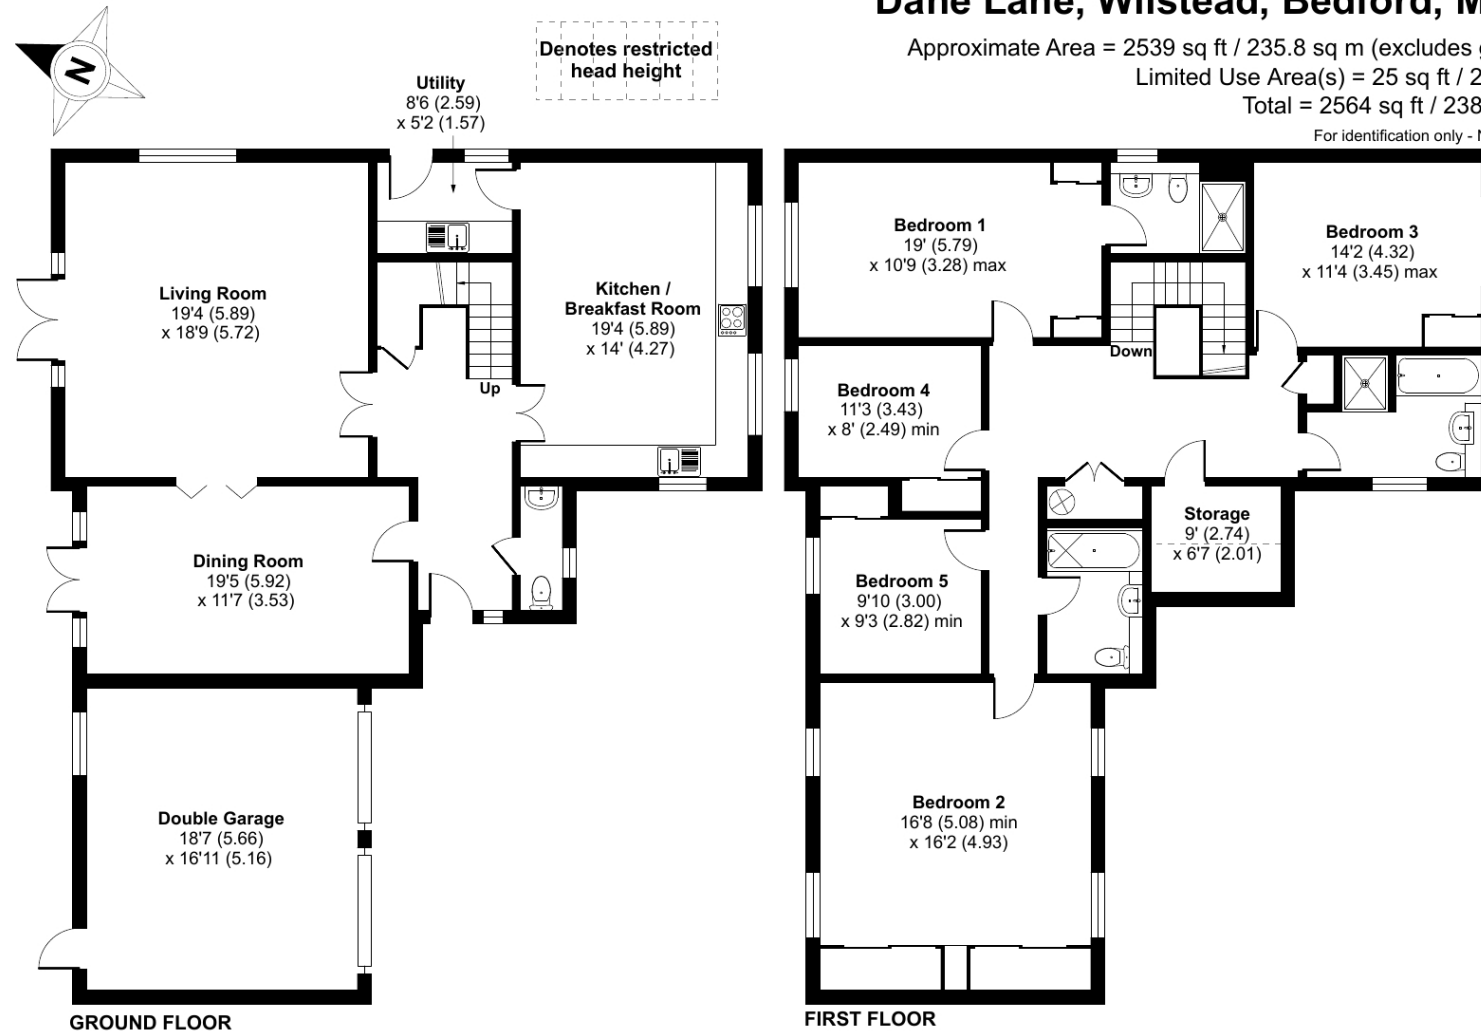 Dane Lane, Wilstead, Bedford, M
Approximate Area = 2539 sq ft / 235.8 sq m (excludes
Limited Use Area(s) = 25 sq ft / 2
Total = 2564 sq ft / 238
For identification only - N
N
Denotes restricted
head height
Utility
8'6 (2.59)
x 5'2 (1.57)
Living Room
19'4 (5.89)
x 18'9 (5.72)
Kitchen /
Breakfast Room
19'4 (5.89)
x 14' (4.27)
Up
Dining Room
19'5 (5.92)
x 11'7 (3.53)
Double Garage
18'7 (5.66)
x 16'11 (5.16)
GROUND FLOOR
Bedroom 1
19' (5.79)
x 10'9 (3.28) max
Bedroom 3
14'2 (4.32)
x 11'4 (3.45) max
Down
Bedroom 4
11'3 (3.43)
x 8' (2.49) min
Storage
9' (2.74)
x 6'7 (2.01)
Bedroom 5
9'10 (3.00)
x 9'3 (2.82) min
Bedroom 2
16'8 (5.08) min
x 16'2 (4.93)
FIRST FLOOR